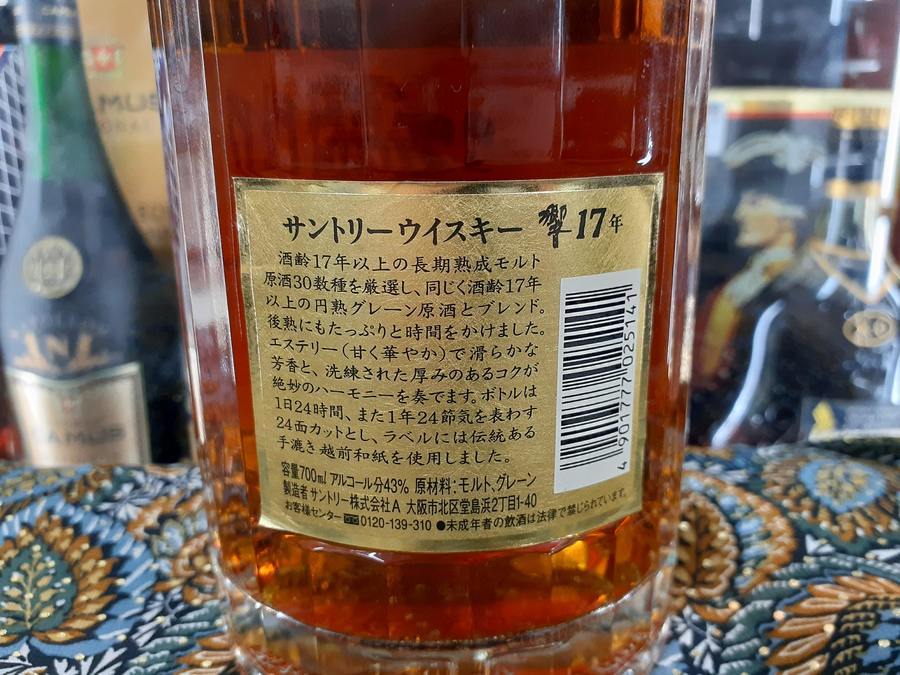 サントリーウイスキー 響 17年
酒齢17年以上の長期熟成モルト
原酒30数種を厳選し、同じく酒齢17年
以上の円熟グレーン原酒とブレンド。
後熟にもたっぷりと時間をかけました。
エステリー(甘く華やか)で滑らかな
芳香と、洗練された厚みのあるコクが
絶妙のハーモニーを奏でます。ボトルは
1日24時間、また1年24節気を表わす
24面カットとし、ラベルには伝統ある
手漉き越前和紙を使用しました。
容量700ml アルコール分43% 原材料:モルト、グレーン
製造者 サントリー株式会社A 大阪市北区堂島浜2丁目1-40
お客様センター 0120-139-310 ●未成年者の飲酒は法律で禁じられています。
4 901777 025141